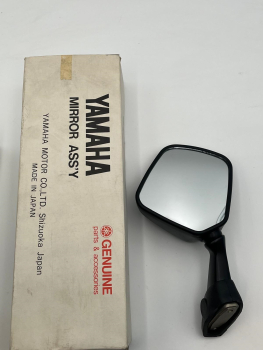 YAMAHA
MIRROR ASS'Y
GENUINE
parts & accessories
YAMAHA MOTOR CO.,LTD. Shizuoka Japan
MADE IN JAPAN